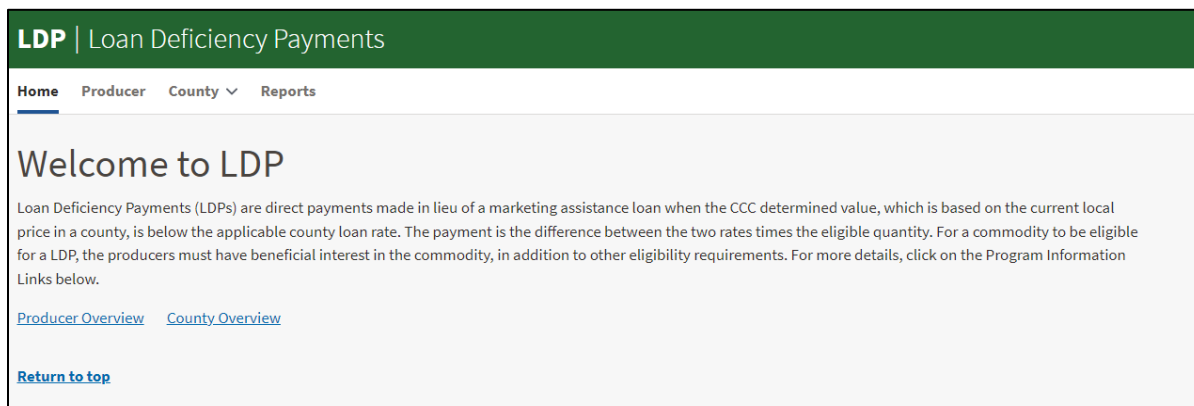 LDP | Loan Deficiency Payments
Home Producer County Reports
Welcome to LDP
Loan Deficiency Payments (LDPs) are direct payments made in lieu of a marketing assistance loan when the CCC determined value, which is based on the current local
price in a county, is below the applicable county loan rate. The payment is the difference between the two rates times the eligible quantity. For a commodity to be eligible
for a LDP, the producers must have beneficial interest in the commodity, in addition to other eligibility requirements. For more details, click on the Program Information
Links below.
Producer Overview County Overview
Return to top